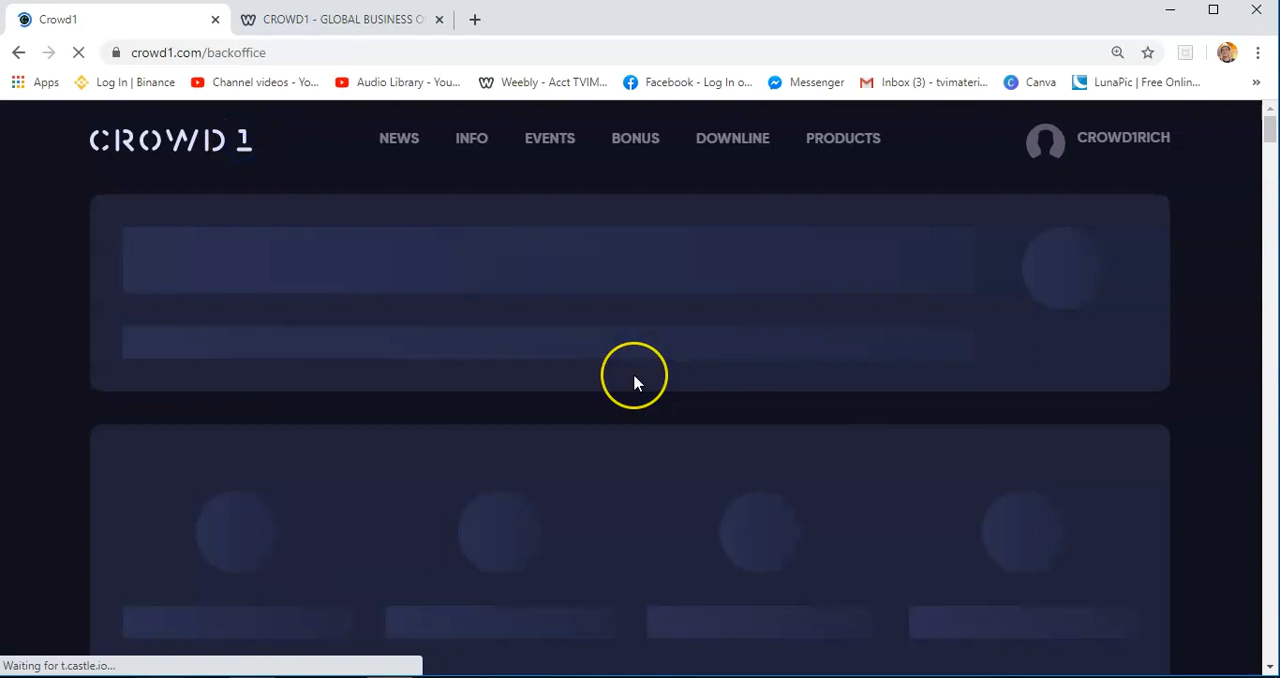 Crowd1
CROWD1 - GLOBAL BUSINESS O
crowd1.com/backoffice
Apps
Log In | Binance
Channel videos - Yo...
Audio Library - You...
Weebly - Acct TVIM...
Facebook - Log In o...
Messenger
Inbox (3) - tvimateri...
Canva
LunaPic | Free Onlin...
CROWD 1
NEWS
INFO
EVENTS
BONUS
DOWNLINE
PRODUCTS
CROWD1RICH
Waiting for t.castle.io...